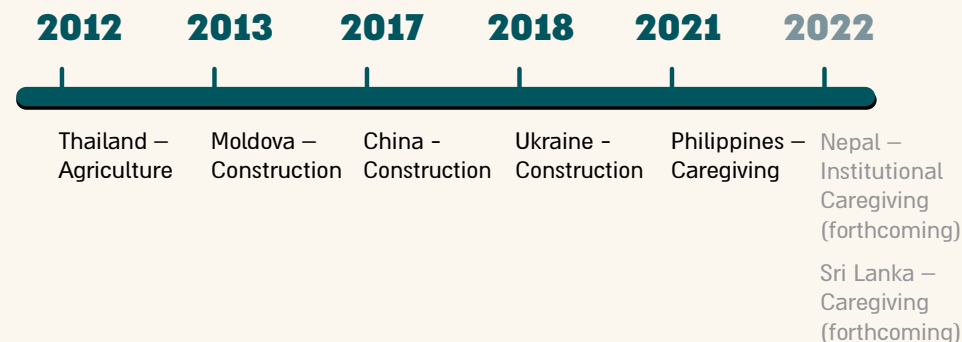 2012 2013 2017 2018 2021 2022
Thailand –
Agriculture
Moldova –
Construction
China -
Construction
Ukraine -
Construction
Philippines –
Caregiving
Nepal –
Institutional
Caregiving
(forthcoming)
Sri Lanka –
Caregiving
(forthcoming)